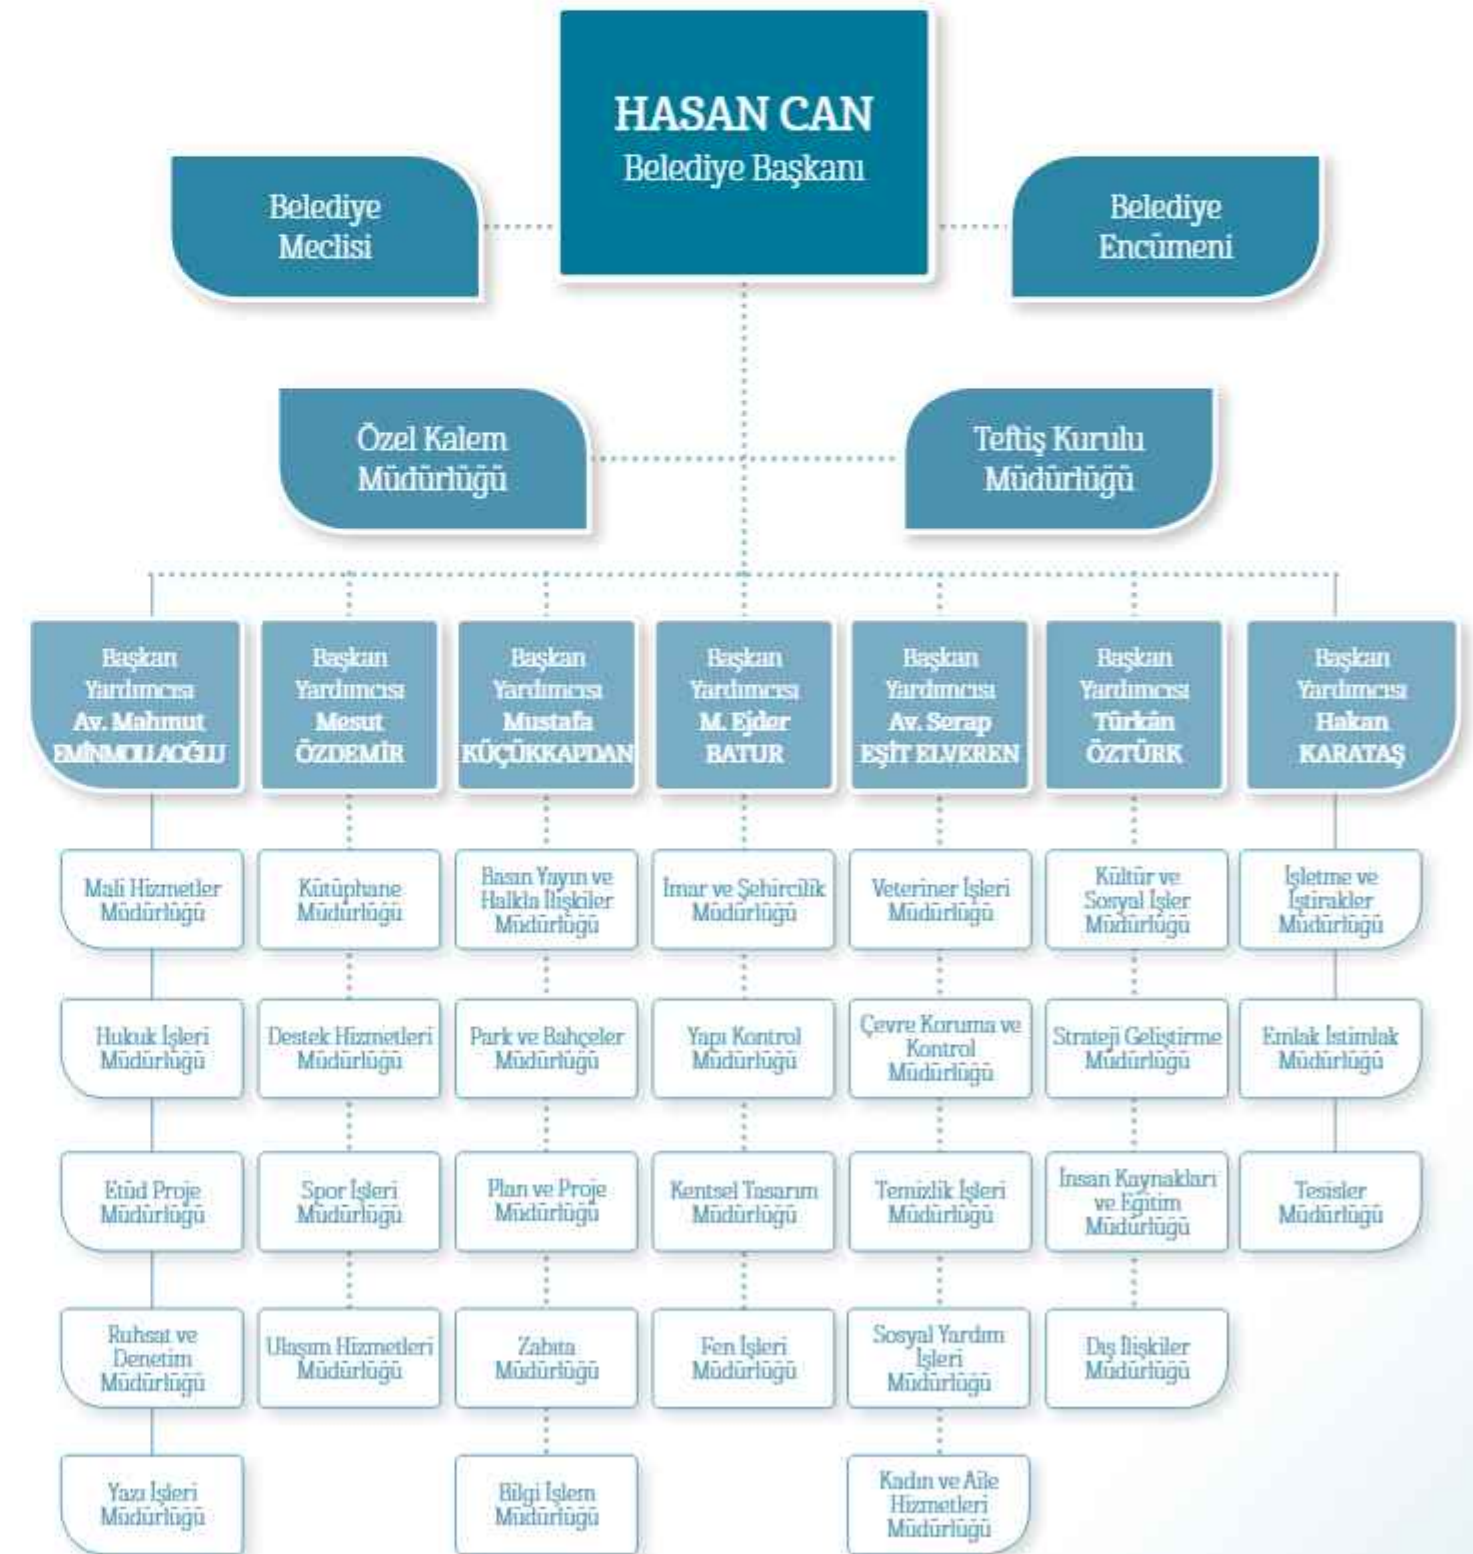 HASAN CAN
Belediye Başkanı
Belediye
Meclisi
Belediye
Encümeni
Özel Kalem
Müdürlüğü
Teftiş Kurulu
Müdürlüğü
Başkan
Yardımcısı
Av. Mahmut
EMİNMOLLAOĞLU
Başkan
Yardımcısı
Mesut
ÖZDEMİR
Başkan
Yardımcısı
Mustafa
KÜÇÜKKAPDAN
Başkan
Yardımcısı
M. Ejder
BATUR
Başkan
Yardımcısı
Av. Serap
EŞİT ELVEREN
Başkan
Yardımcısı
Türkân
ÖZTÜRK
Başkan
Yardımcısı
Hakan
KARATAŞ
Mali Hizmetler
Müdürlüğü
Kütüphane
Müdürlüğü
Basın Yayın ve
Halkla İlişkiler
Müdürlüğü
İmar ve Şehircilik
Müdürlüğü
Veteriner İşleri
Müdürlüğü
Kültür ve
Sosyal İşler
Müdürlüğü
İşletme ve
İştirakler
Müdürlüğü
Hukuk İşleri
Müdürlüğü
Destek Hizmetleri
Müdürlüğü
Park ve Bahçeler
Müdürlüğü
Yapı Kontrol
Müdürlüğü
Çevre Koruma ve
Kontrol
Müdürlüğü
Strateji Geliştirme
Müdürlüğü
Emlak İstimlak
Müdürlüğü
Etüd Proje
Müdürlüğü
Spor İşleri
Müdürlüğü
Plan ve Proje
Müdürlüğü
Kentsel Tasarım
Müdürlüğü
Temizlik İşleri
Müdürlüğü
İnsan Kaynakları
ve Eğitim
Müdürlüğü
Tesisler
Müdürlüğü
Ruhsat ve
Denetim
Müdürlüğü
Ulaşım Hizmetleri
Müdürlüğü
Zabıta
Müdürlüğü
Fen İşleri
Müdürlüğü
Sosyal Yardım
İşleri
Müdürlüğü
Dış İlişkiler
Müdürlüğü
Yazı İşleri
Müdürlüğü
Bilgi İşlem
Müdürlüğü
Kadın ve Aile
Hizmetleri
Müdürlüğü